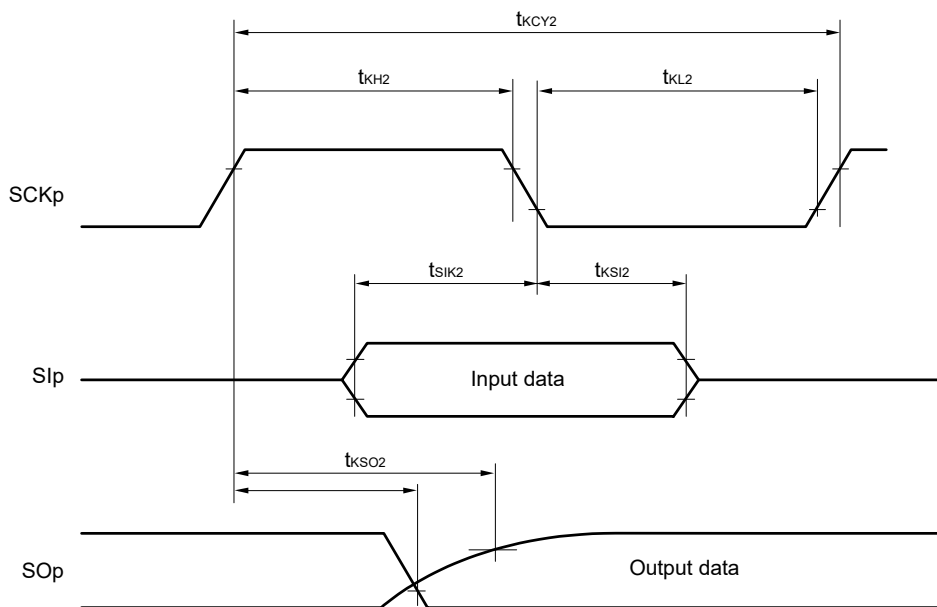 tKCY2
tKH2
tKL2
SCKp
tSIK2
tKSI2
SIp
Input data
tKSO2
SOp
Output data